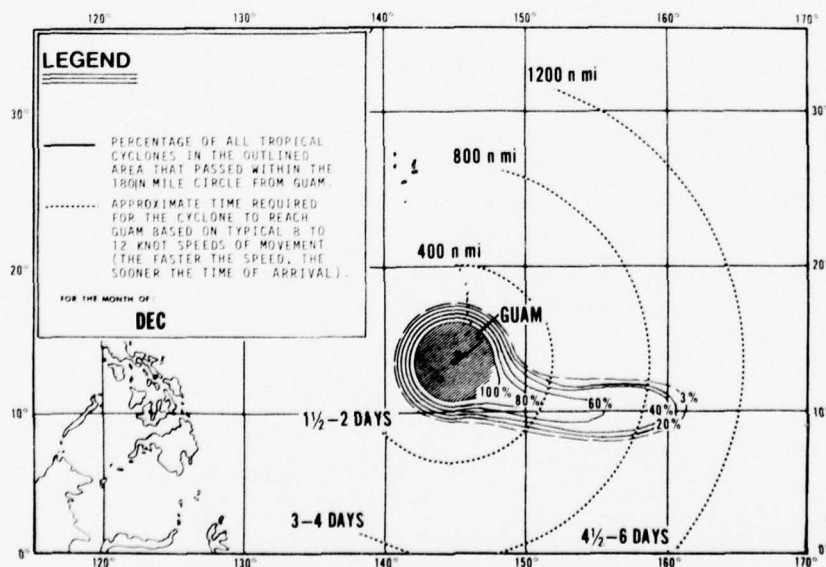 120° 130° 140° 150° 160° 170°
LEGEND
PERCENTAGE OF ALL TROPICAL
CYCLONES IN THE OUTLINED
AREA THAT PASSED WITHIN THE
180 N MILE CIRCLE FROM GUAM.
APPROXIMATE TIME REQUIRED
FOR THE CYCLONE TO REACH
GUAM BASED ON TYPICAL 8 TO
12 KNOT SPEEDS OF MOVEMENT
(THE FASTER THE SPEED, THE
SOONER THE TIME OF ARRIVAL).
FOR THE MONTH OF:
DEC
1200 n mi
30° 30°
800 n mi
400 n mi
20° 20°
GUAM
100% 80% 60% 40% 20% 3%
10° 10°
1½–2 DAYS
3–4 DAYS
4½–6 DAYS
0° 0°
120° 130° 140° 150° 160° 170°